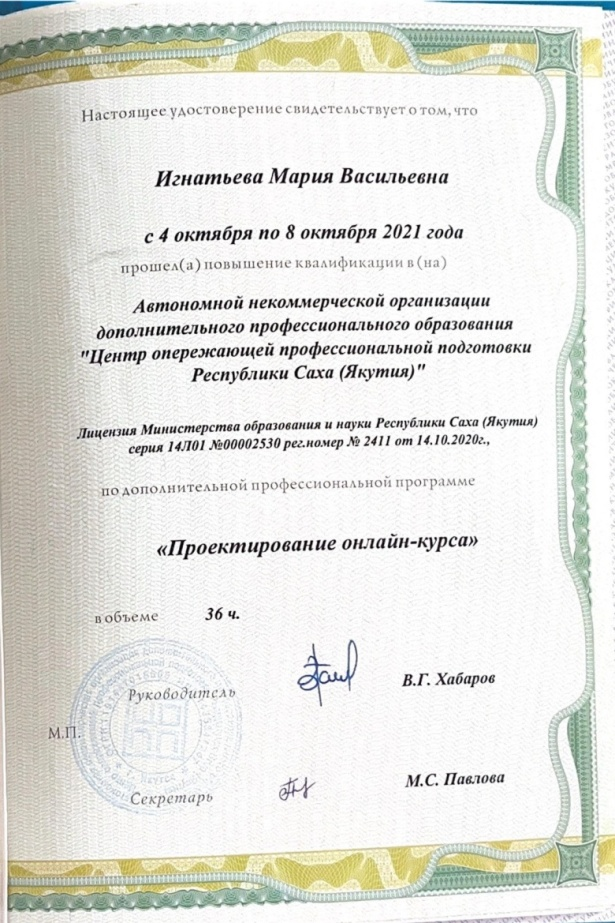 Настоящее удостоверение свидетельствует о том, что
Игнатьева Мария Васильевна
с 4 октября по 8 октября 2021 года
прошел(а) повышение квалификации в (на)
Автономной некоммерческой организации
дополнительного профессионального образования
"Центр опережающей профессиональной подготовки
Республики Саха (Якутия)"
Лицензия Министерства образования и науки Республики Саха (Якутия)
серия 14Л01 №00002530 рег.номер № 2411 от 14.10.2020г.,
по дополнительной профессиональной программе
«Проектирование онлайн-курса»
в объеме 36 ч.
Руководитель В.Г. Хабаров
М.П.
Секретарь М.С. Павлова